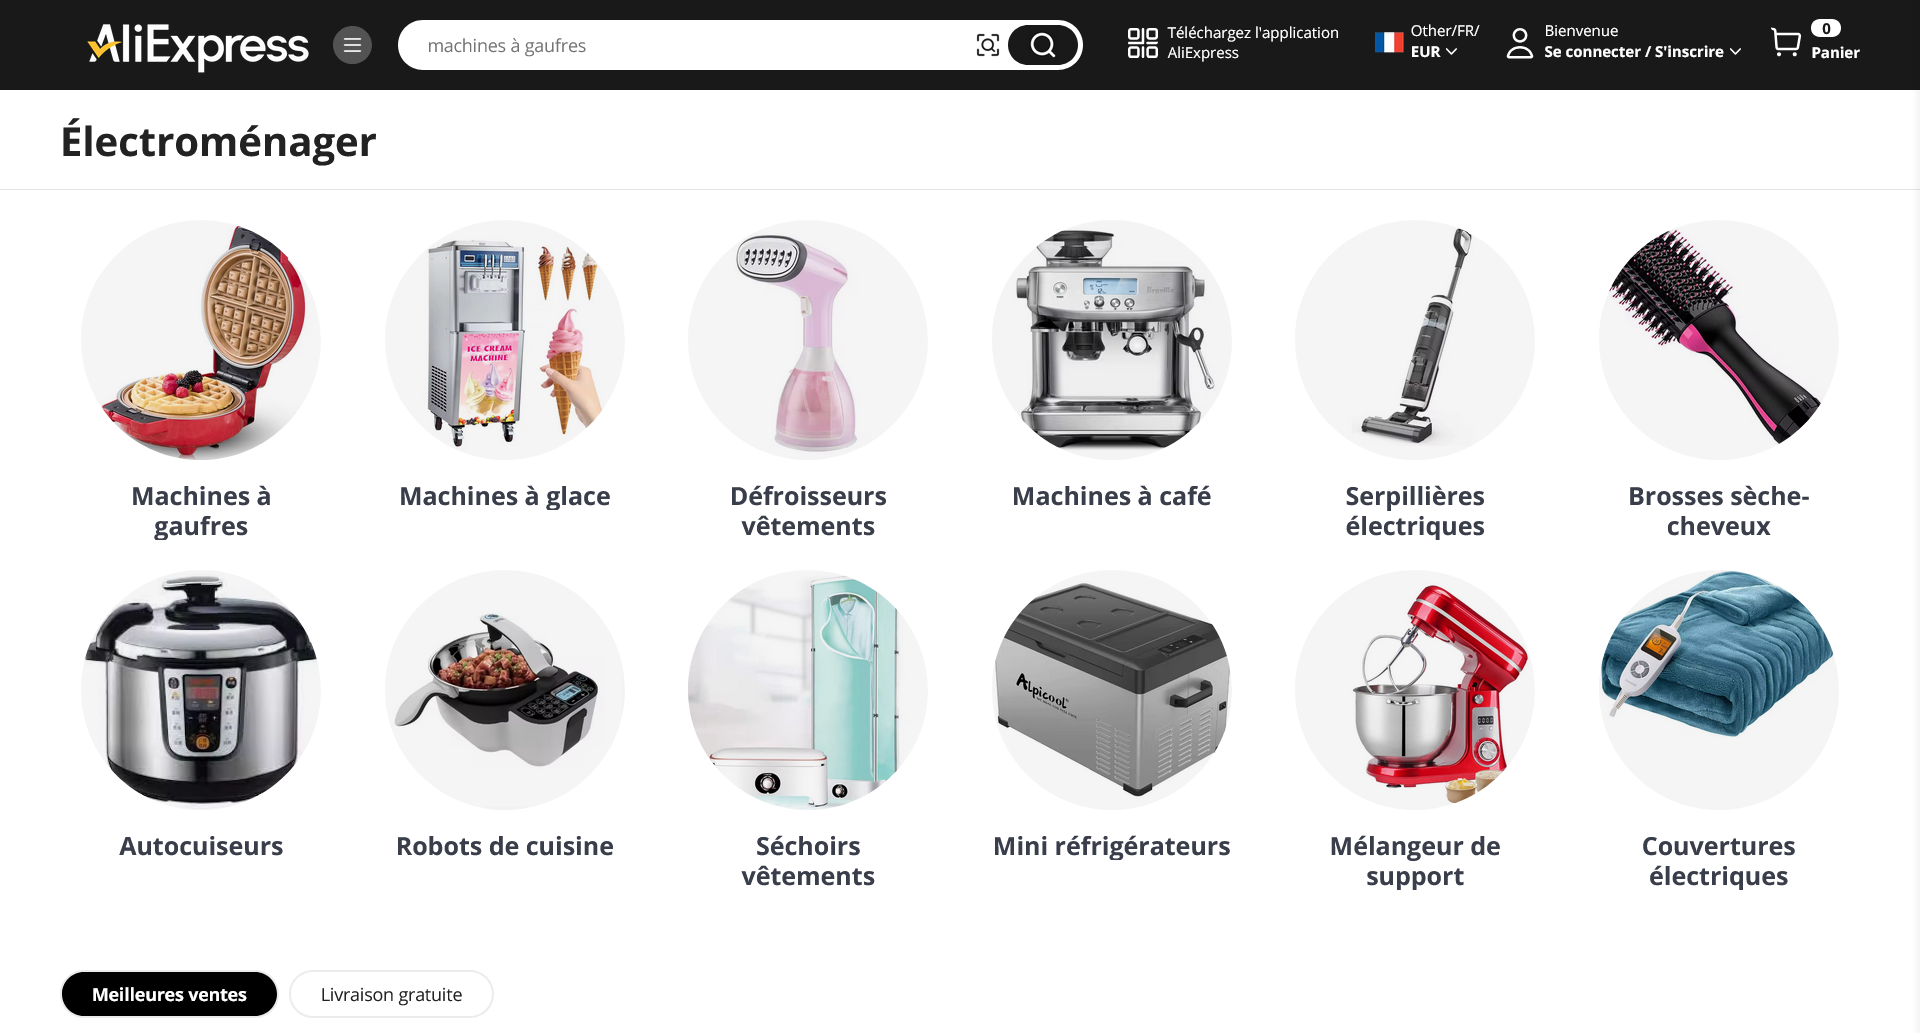 AliExpress
machines à gaufres
Téléchargez l'application
AliExpress
Other/FR/
EUR
Bienvenue
Se connecter / S'inscrire
0
Panier
Électroménager
ICE CREAM
MACHINE
Machines à
gaufres
Machines à glace
Défroisseurs
vêtements
Machines à café
Serpillières
électriques
Brosses sèche-
cheveux
Alpicool
Autocuiseurs
Robots de cuisine
Séchoirs
vêtements
Mini réfrigérateurs
Mélangeur de
support
Couvertures
électriques
Meilleures ventes
Livraison gratuite